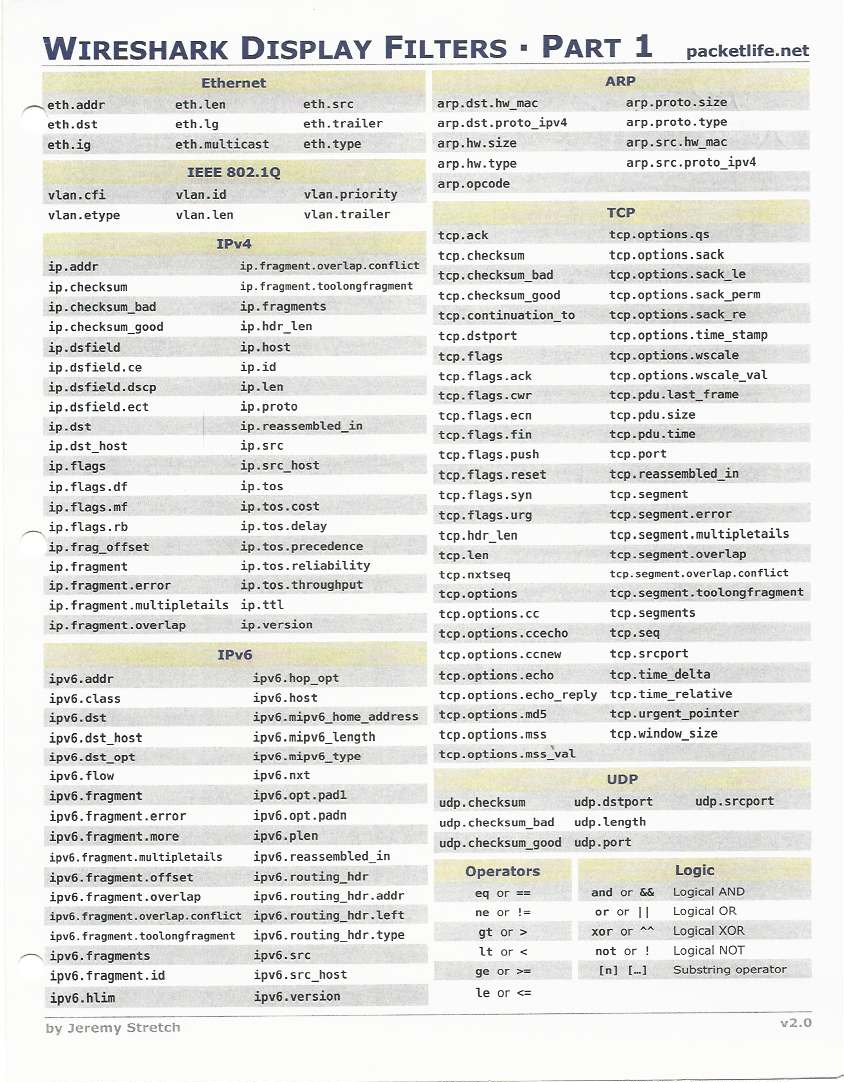 WIRESHARK DISPLAY FILTERS · PART 1 packetlife.net
Ethernet
eth.addr eth.len eth.src
eth.dst eth.lg eth.trailer
eth.ig eth.multicast eth.type
IEEE 802.1Q
vlan.cfi vlan.id vlan.priority
vlan.etype vlan.len vlan.trailer
IPv4
ip.addr ip.fragment.overlap.conflict
ip.checksum ip.fragment.toolongfragment
ip.checksum_bad ip.fragments
ip.checksum_good ip.hdr_len
ip.dsfield ip.host
ip.dsfield.ce ip.id
ip.dsfield.dscp ip.len
ip.dsfield.ect ip.proto
ip.dst ip.reassembled_in
ip.dst_host ip.src
ip.flags ip.src_host
ip.flags.df ip.tos
ip.flags.mf ip.tos.cost
ip.flags.rb ip.tos.delay
ip.frag_offset ip.tos.precedence
ip.fragment ip.tos.reliability
ip.fragment.error ip.tos.throughput
ip.fragment.multipletails ip.ttl
ip.fragment.overlap ip.version
IPv6
ipv6.addr ipv6.hop_opt
ipv6.class ipv6.host
ipv6.dst ipv6.mipv6_home_address
ipv6.dst_host ipv6.mipv6_length
ipv6.dst_opt ipv6.mipv6_type
ipv6.flow ipv6.nxt
ipv6.fragment ipv6.opt.pad1
ipv6.fragment.error ipv6.opt.padn
ipv6.fragment.more ipv6.plen
ipv6.fragment.multipletails ipv6.reassembled_in
ipv6.fragment.offset ipv6.routing_hdr
ipv6.fragment.overlap ipv6.routing_hdr.addr
ipv6.fragment.overlap.conflict ipv6.routing_hdr.left
ipv6.fragment.toolongfragment ipv6.routing_hdr.type
ipv6.fragments ipv6.src
ipv6.fragment.id ipv6.src_host
ipv6.hlim ipv6.version
ARP
arp.dst.hw_mac arp.proto.size
arp.dst.proto_ipv4 arp.proto.type
arp.hw.size arp.src.hw_mac
arp.hw.type arp.src.proto_ipv4
arp.opcode
TCP
tcp.ack tcp.options.qs
tcp.checksum tcp.options.sack
tcp.checksum_bad tcp.options.sack_le
tcp.checksum_good tcp.options.sack_perm
tcp.continuation_to tcp.options.sack_re
tcp.dstport tcp.options.time_stamp
tcp.flags tcp.options.wscale
tcp.flags.ack tcp.options.wscale_val
tcp.flags.cwr tcp.pdu.last_frame
tcp.flags.ecn tcp.pdu.size
tcp.flags.fin tcp.pdu.time
tcp.flags.push tcp.port
tcp.flags.reset tcp.reassembled_in
tcp.flags.syn tcp.segment
tcp.flags.urg tcp.segment.error
tcp.hdr_len tcp.segment.multipletails
tcp.len tcp.segment.overlap
tcp.nxtseq tcp.segment.overlap.conflict
tcp.options tcp.segment.toolongfragment
tcp.options.cc tcp.segments
tcp.options.ccecho tcp.seq
tcp.options.ccnew tcp.srcport
tcp.options.echo tcp.time_delta
tcp.options.echo_reply tcp.time_relative
tcp.options.md5 tcp.urgent_pointer
tcp.options.mss tcp.window_size
tcp.options.mss_val
UDP
udp.checksum udp.dstport udp.srcport
udp.checksum_bad udp.length
udp.checksum_good udp.port
Operators
eq or ==
ne or !=
gt or >
lt or <
ge or >=
le or <=
Logic
and or && Logical AND
or or || Logical OR
xor or ^^ Logical XOR
not or ! Logical NOT
[n] […] Substring operator
by Jeremy Stretch v2.0